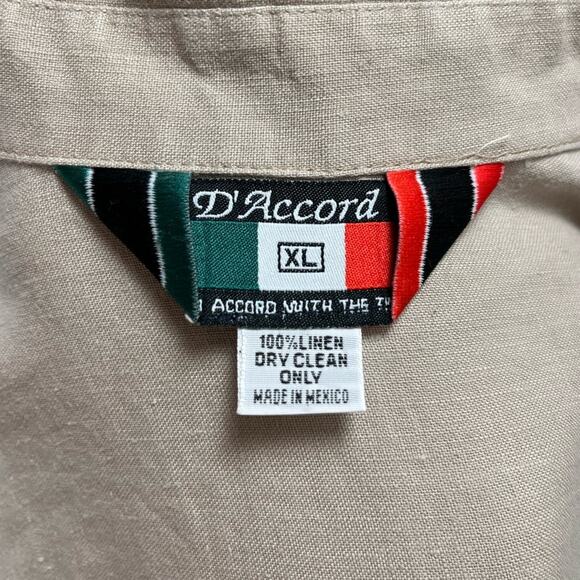 D'Accord
XL
ACCORD WITH THE
100% LINEN
DRY CLEAN
ONLY
MADE IN MEXICO